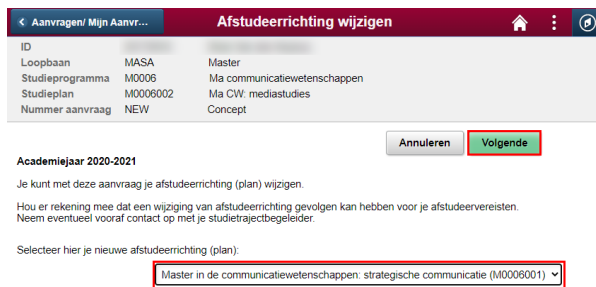 Aanvragen/ Mijn Aanvr... Afstudeerrichting wijzigen
ID
Loopbaan MASA Master
Studieprogramma M0006 Ma communicatiewetenschappen
Studieplan M0006002 Ma CW: mediastudies
Nummer aanvraag NEW Concept
Annuleren Volgende
Academiejaar 2020-2021
Je kunt met deze aanvraag je afstudeerrichting (plan) wijzigen.
Hou er rekening mee dat een wijziging van afstudeerrichting gevolgen kan hebben voor je afstudeervereisten.
Neem eventueel vooraf contact op met je studietrajectbegeleider.
Selecteer hier je nieuwe afstudeerrichting (plan):
Master in de communicatiewetenschappen: strategische communicatie (M0006001)